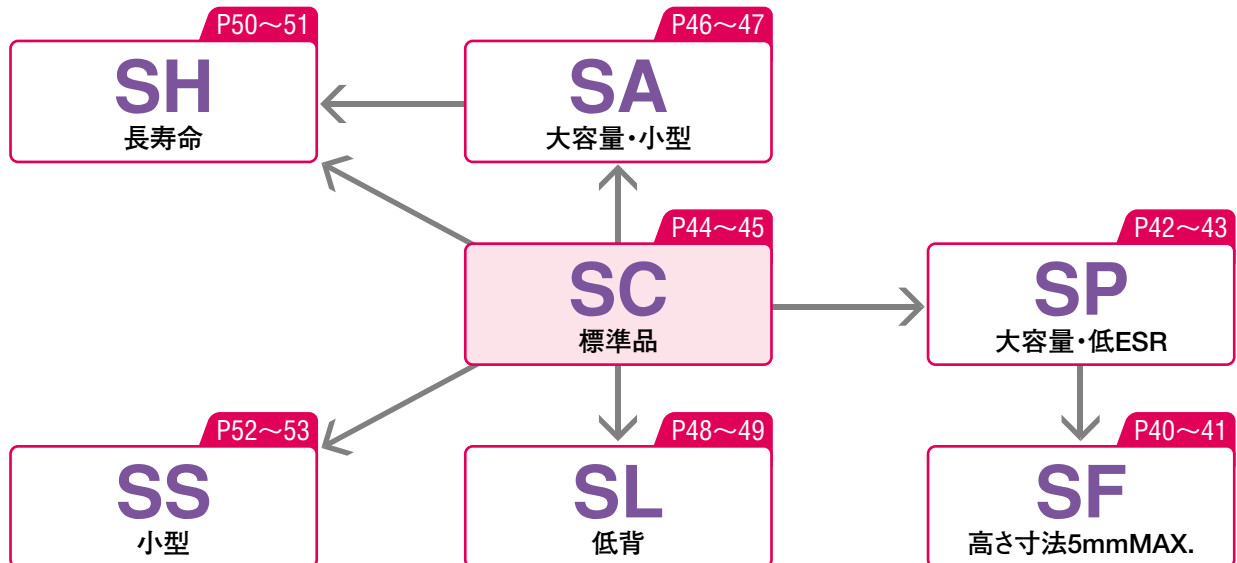 P50～51
SH
長寿命
P46～47
SA
大容量・小型
P44～45
SC
標準品
P42～43
SP
大容量・低ESR
P52～53
SS
小型
P48～49
SL
低背
P40～41
SF
高さ寸法5mmMAX.